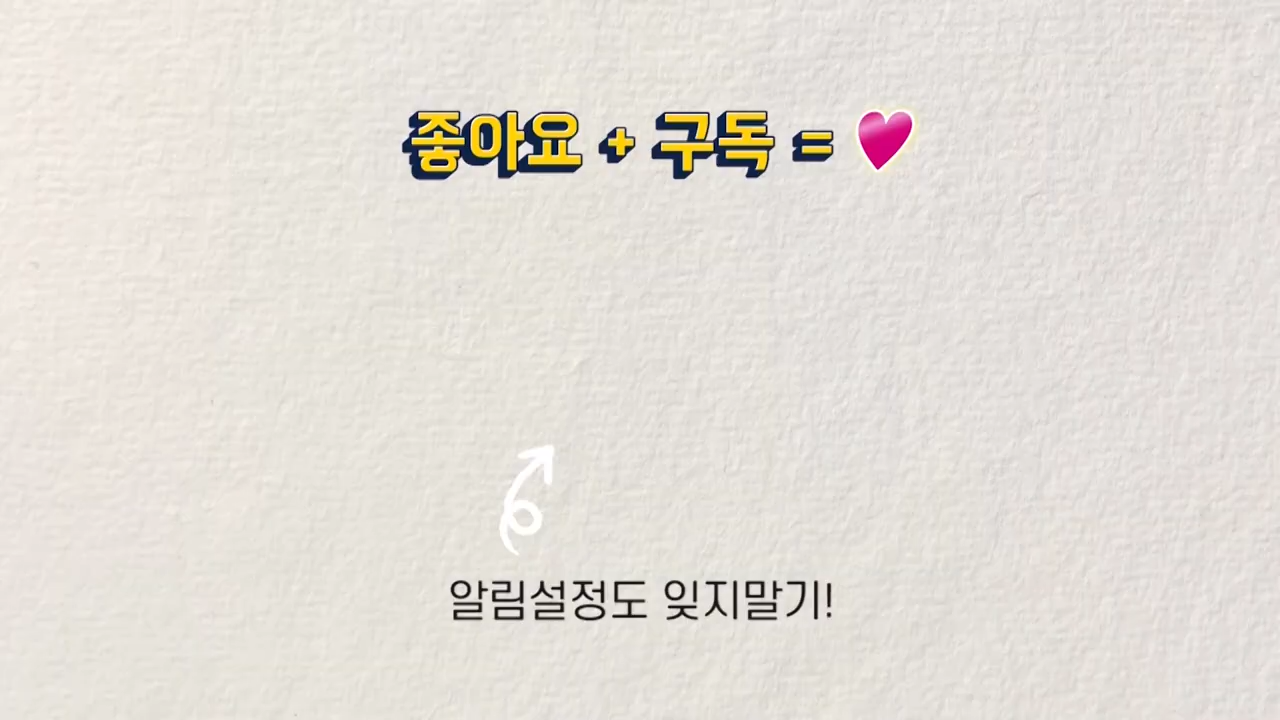 좋아요 + 구독 = 🩷
알림설정도 잊지말기!